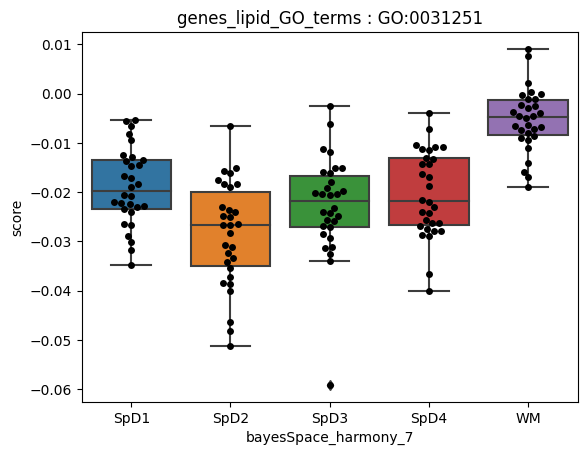 genes_lipid_GO_terms : GO:0031251
0.01
0.00
−0.01
−0.02
−0.03
−0.04
−0.05
−0.06
score
SpD1 SpD2 SpD3 SpD4 WM
bayesSpace_harmony_7